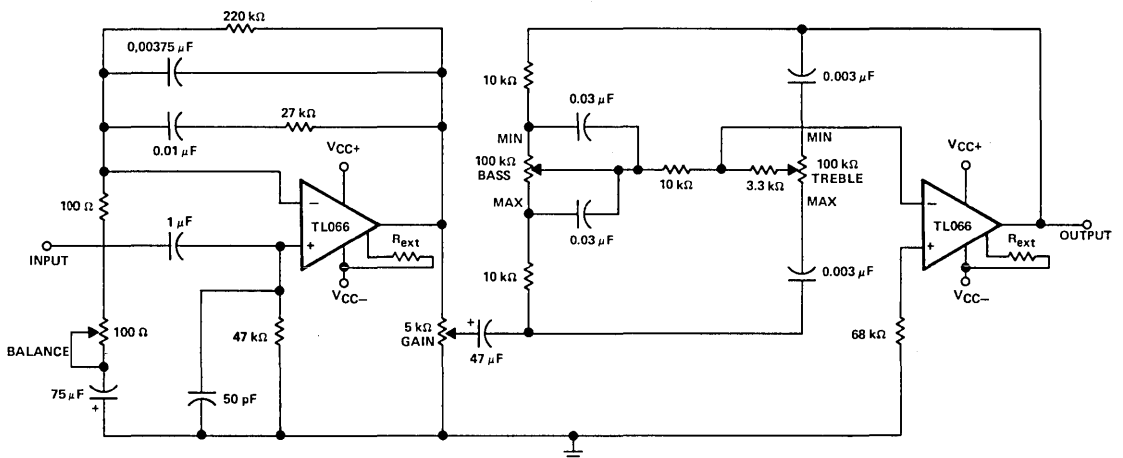 220 kΩ
0,00375 μF
27 kΩ
0.01 μF
VCC+
100 Ω
1 μF
–
+
TL066
Rext
INPUT
VCC–
100 Ω
BALANCE
47 kΩ
5 kΩ
GAIN
+
47 μF
75 μF
+
50 pF
10 kΩ
0.03 μF
MIN
100 kΩ
BASS
MAX
0.03 μF
10 kΩ
10 kΩ
3.3 kΩ
0.003 μF
MIN
100 kΩ
TREBLE
MAX
0.003 μF
VCC+
–
+
TL066
Rext
OUTPUT
VCC–
68 kΩ